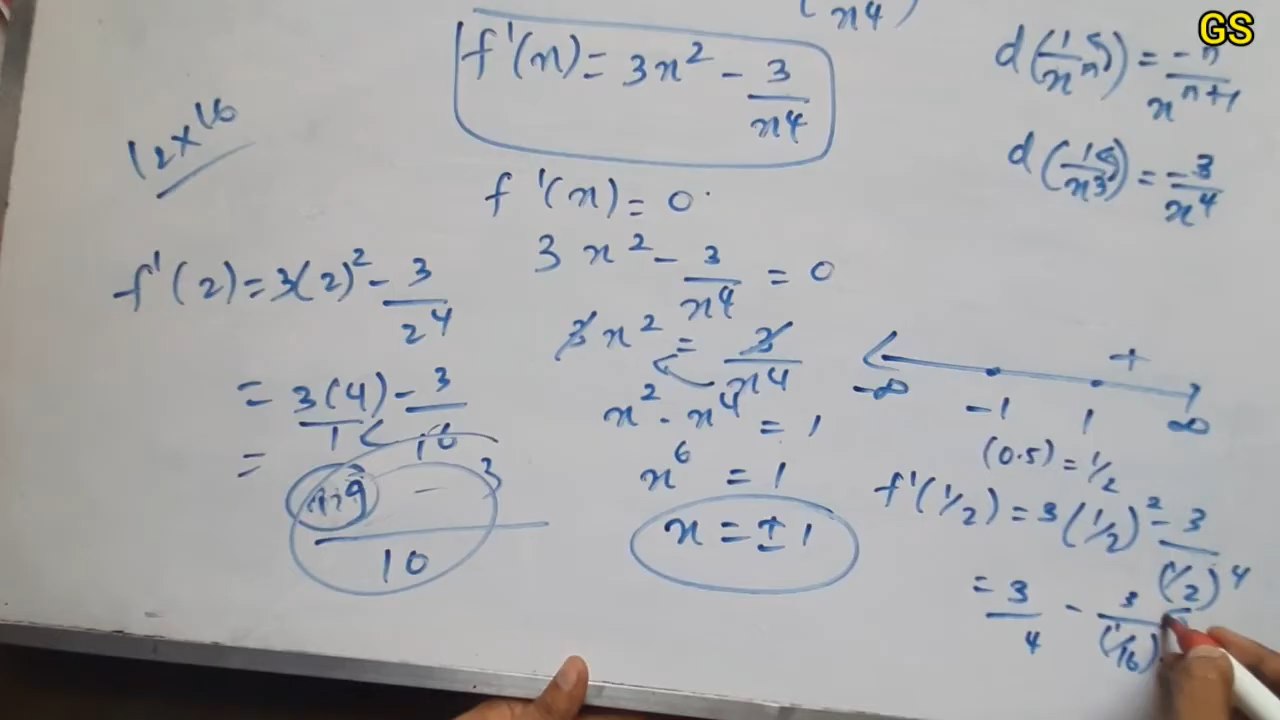 GS
x4)
f'(x) = 3x² - 3/x4
d(1/xⁿ) = -n/x^(n+1)
12x16
d(1/x3) = -3/x⁴
f'(x) = 0
f'(2) = 3(2)² - 3/2⁴
3x² - 3/x4 = 0
3x² = 3/x4
+
-∞ -1 1 ∞
= 3(4)/1 - 3/16
x² · x⁴ = 1
(0.5) = 1/2
=
- 3
x⁶ = 1
f'(1/2) = 3(1/2)² - 3/(1/2)⁴
x = ±1
= 3/4 - 3/(1/16)